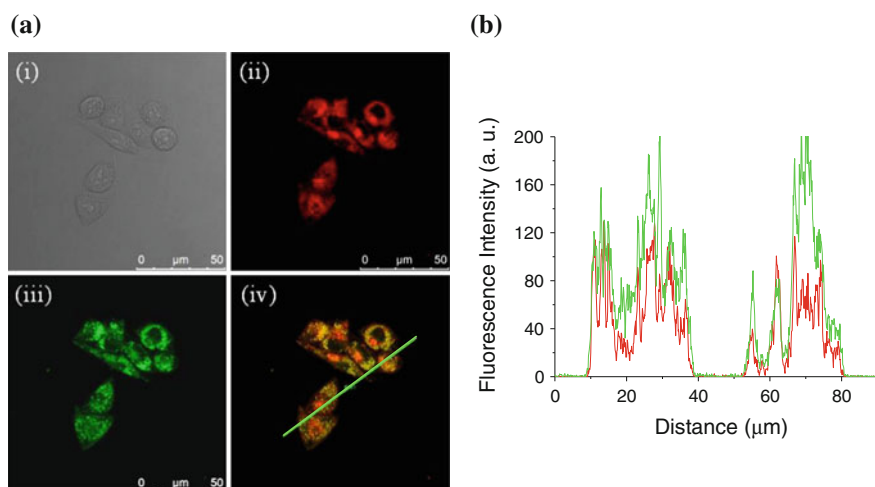 (a)
(i)
(ii)
0 μm 50
0 μm 50
(iii)
(iv)
0 μm 50
(b)
Fluorescence Intensity (a. u.)
200
160
120
80
40
0
0 20 40 60 80
Distance (μm)